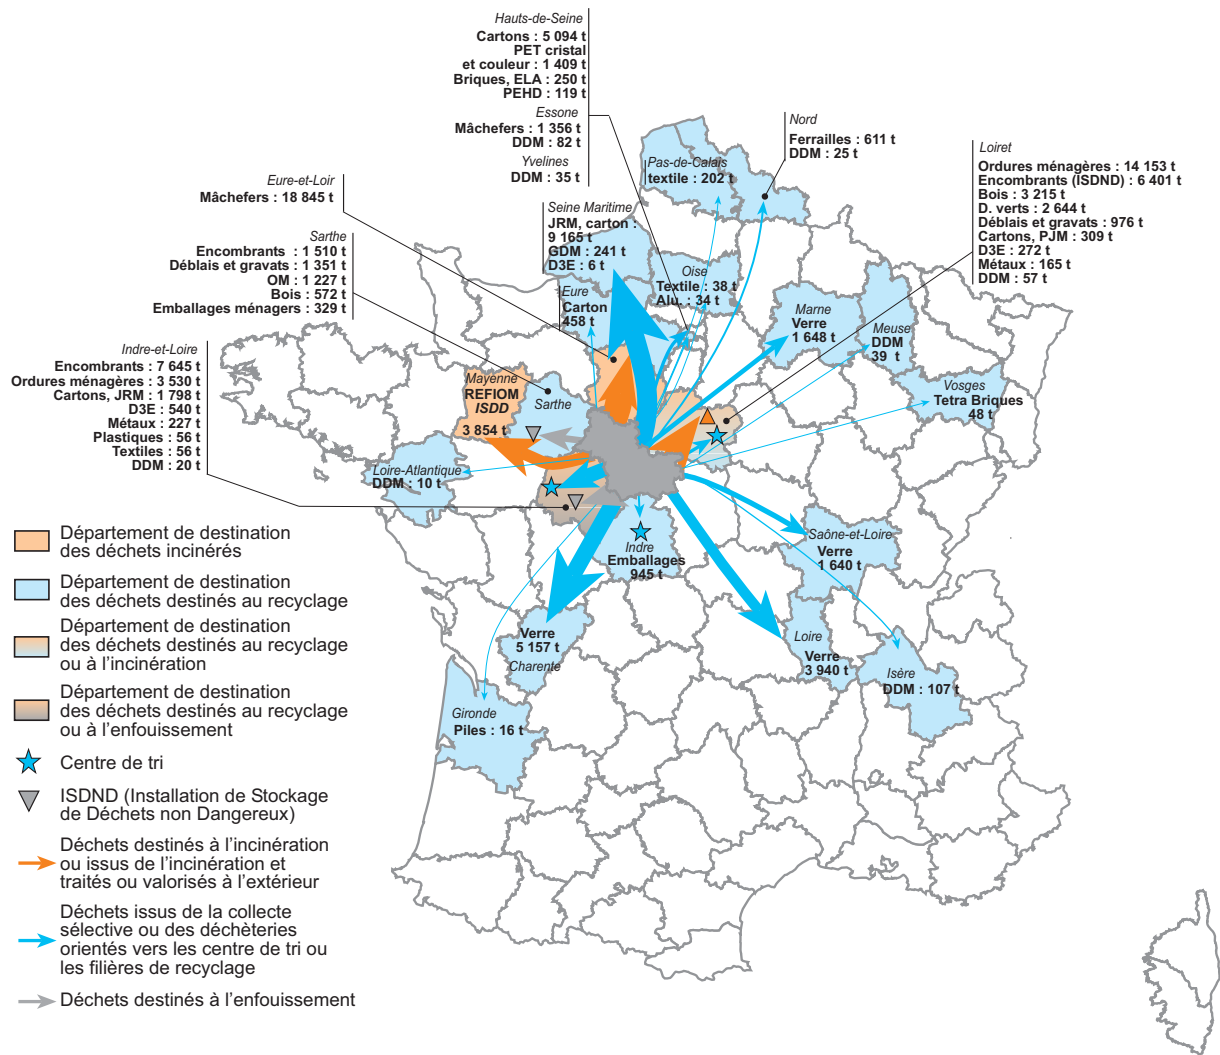 Hauts-de-Seine
Cartons : 5 094 t
PET cristal
et couleur : 1 409 t
Briques, ELA : 250 t
PEHD : 119 t
Essone
Mâchefers : 1 356 t
DDM : 82 t
Yvelines
DDM : 35 t
Nord
Ferrailles : 611 t
DDM : 25 t
Pas-de-Calais
textile : 202 t
Loiret
Ordures ménagères : 14 153 t
Encombrants (ISDND) : 6 401 t
Bois : 3 215 t
D. verts : 2 644 t
Déblais et gravats : 976 t
Cartons, PJM : 309 t
D3E : 272 t
Métaux : 165 t
DDM : 57 t
Eure-et-Loir
Mâchefers : 18 845 t
Seine Maritime
JRM, carton :
9 165 t
GDM : 241 t
D3E : 6 t
Sarthe
Encombrants : 1 510 t
Déblais et gravats : 1 351 t
OM : 1 227 t
Bois : 572 t
Emballages ménagers : 329 t
Oise
Textile : 38 t
Alu. : 34 t
Eure
Carton
458 t
Marne
Verre
1 648 t
Meuse
DDM
39 t
Vosges
Tetra Briques
48 t
Indre-et-Loire
Encombrants : 7 645 t
Ordures ménagères : 3 530 t
Cartons, JRM : 1 798 t
D3E : 540 t
Métaux : 227 t
Plastiques : 56 t
Textiles : 56 t
DDM : 20 t
Mayenne
REFIOM
ISDD
3 854 t
Sarthe
Loire-Atlantique
DDM : 10 t
Indre
Emballages
945 t
Saône-et-Loire
Verre
1 640 t
Verre
5 157 t
Charente
Loire
Verre
3 940 t
Isère
DDM : 107 t
Gironde
Piles : 16 t
Département de destination
des déchets incinérés
Département de destination
des déchets destinés au recyclage
Département de destination
des déchets destinés au recyclage
ou à l'incinération
Département de destination
des déchets destinés au recyclage
ou à l'enfouissement
Centre de tri
ISDND (Installation de Stockage
de Déchets non Dangereux)
Déchets destinés à l'incinération
ou issus de l'incinération et
traités ou valorisés à l'extérieur
Déchets issus de la collecte
sélective ou des déchèteries
orientés vers les centre de tri ou
les filières de recyclage
Déchets destinés à l'enfouissement